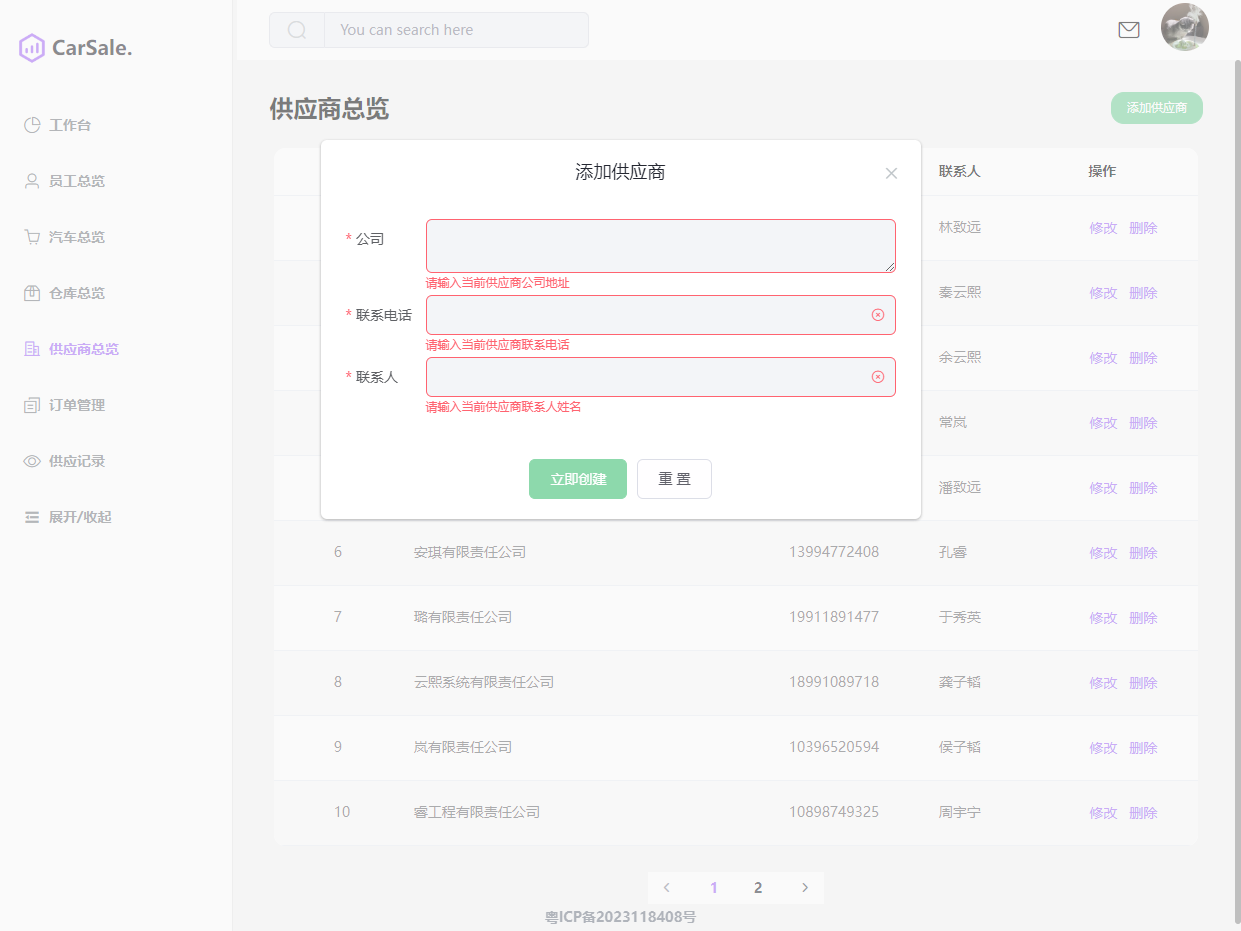 CarSale.
You can search here
工作台
员工总览
汽车总览
仓库总览
供应商总览
订单管理
供应记录
展开/收起
供应商总览
添加供应商
联系人 操作
林致远 修改 删除
秦云熙 修改 删除
余云熙 修改 删除
常岚 修改 删除
潘致远 修改 删除
添加供应商
* 公司
请输入当前供应商公司地址
* 联系电话
请输入当前供应商联系电话
* 联系人
请输入当前供应商联系人姓名
立即创建 重 置
6 安琪有限责任公司 13994772408 孔睿 修改 删除
7 璐有限责任公司 19911891477 于秀英 修改 删除
8 云熙系统有限责任公司 18991089718 龚子韬 修改 删除
9 岚有限责任公司 10396520594 侯子韬 修改 删除
10 睿工程有限责任公司 10898749325 周宇宁 修改 删除
1 2
粤ICP备2023118408号